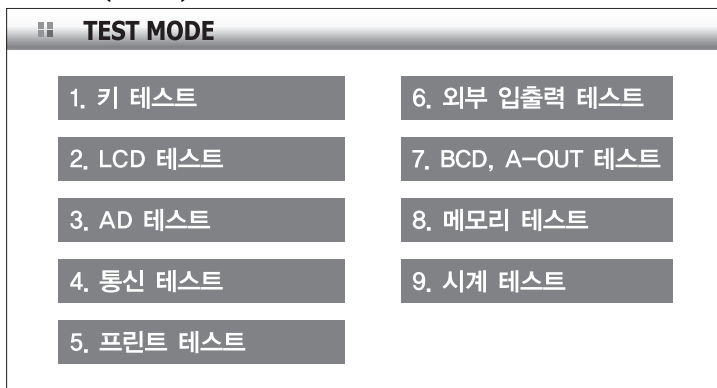 TEST MODE
1. 키 테스트
2. LCD 테스트
3. AD 테스트
4. 통신 테스트
5. 프린트 테스트
6. 외부 입출력 테스트
7. BCD, A-OUT 테스트
8. 메모리 테스트
9. 시계 테스트